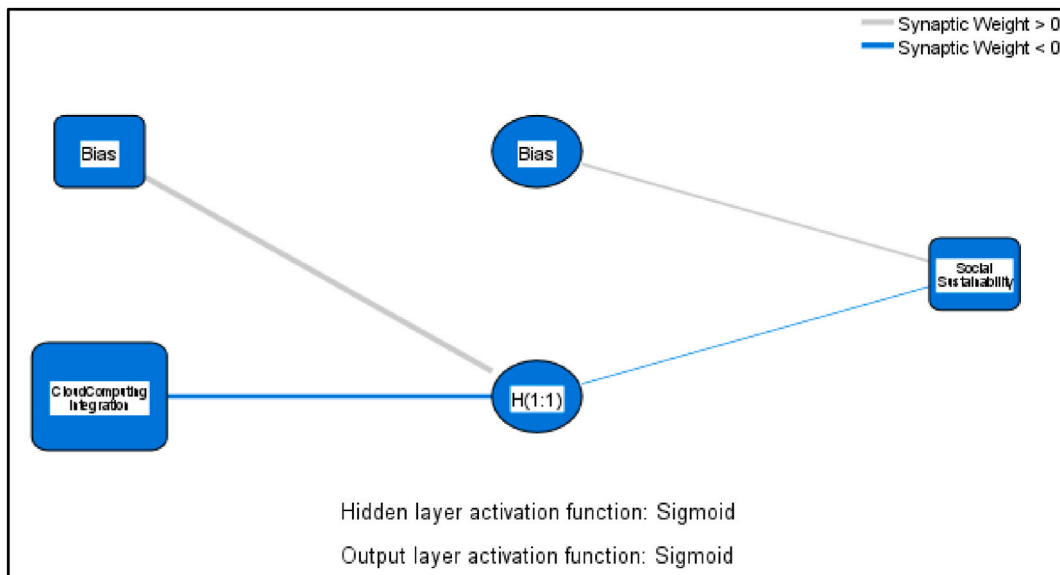 Synaptic Weight > 0
Synaptic Weight < 0
Bias
Bias
Social
Sustainability
CloudComputing
Integration
H(1:1)
Hidden layer activation function: Sigmoid
Output layer activation function: Sigmoid